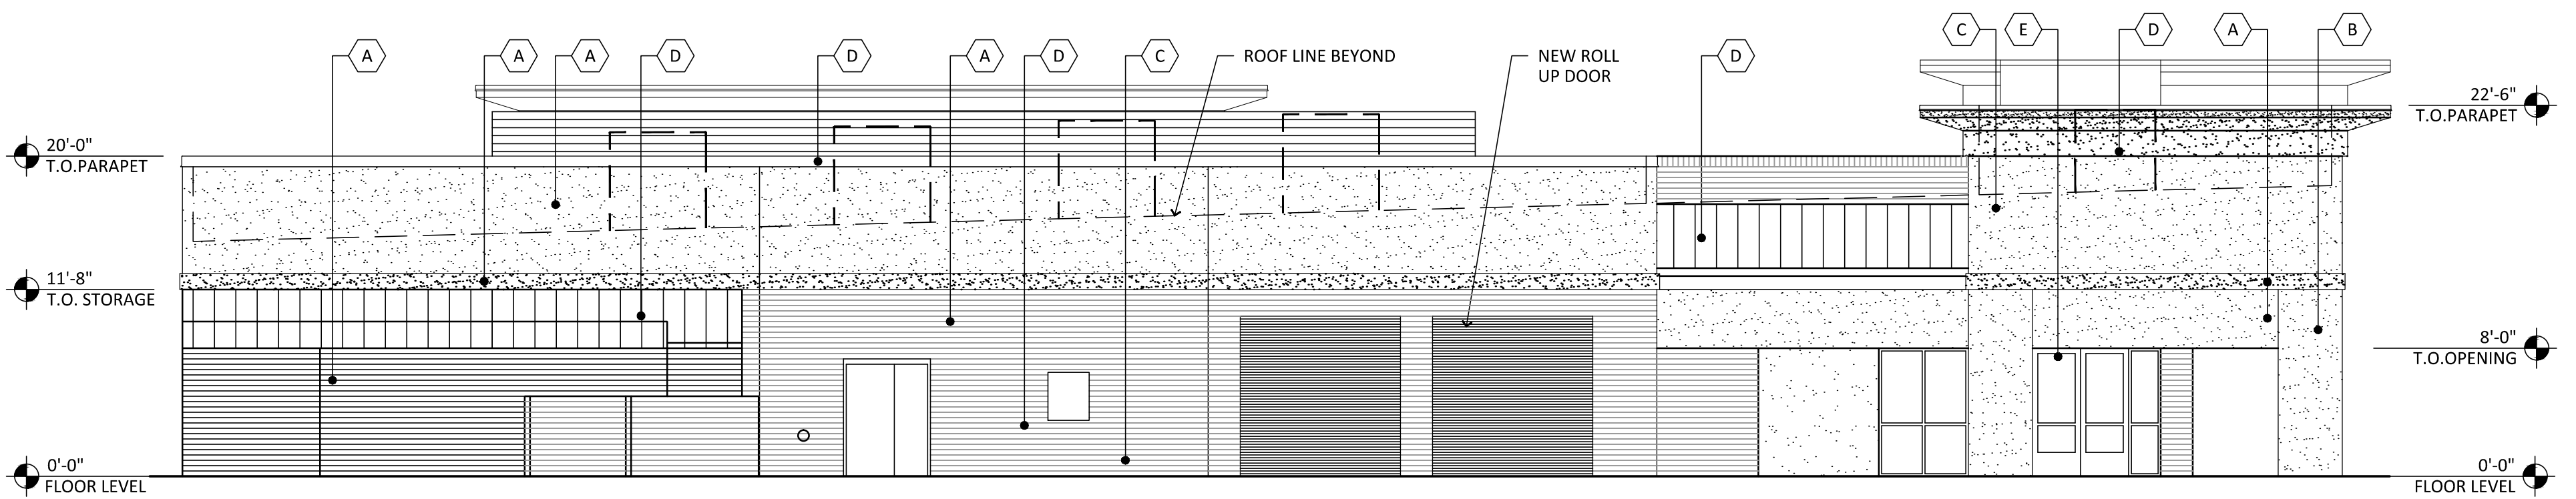 C E D A B
A A A D D A D C ROOF LINE BEYOND NEW ROLL D
UP DOOR
22'-6"
T.O.PARAPET
20'-0"
T.O.PARAPET
11'-8"
T.O. STORAGE
8'-0"
T.O.OPENING
0'-0"
FLOOR LEVEL
0'-0"
FLOOR LEVEL